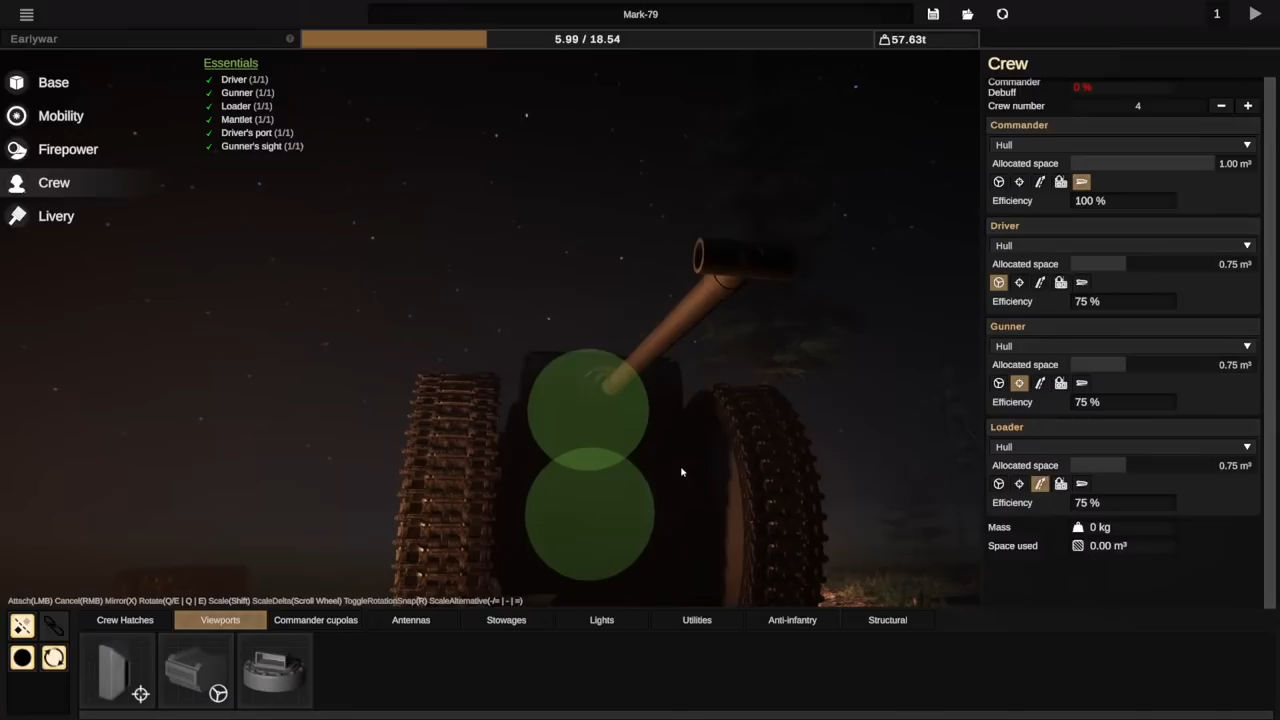 Mark-79
1
Earlywar
5.99 / 18.54
57.63t
Base
Mobility
Firepower
Crew
Livery
Essentials
✓ Driver (1/1)
✓ Gunner (1/1)
✓ Loader (1/1)
✓ Mantlet (1/1)
✓ Driver's port (1/1)
✓ Gunner's sight (1/1)
Crew
Commander Debuff 0 %
Crew number 4
Commander
Hull
Allocated space 1.00 m³
Efficiency 100 %
Driver
Hull
Allocated space 0.75 m³
Efficiency 75 %
Gunner
Hull
Allocated space 0.75 m³
Efficiency 75 %
Loader
Hull
Allocated space 0.75 m³
Efficiency 75 %
Mass 0 kg
Space used 0.00 m³
Attach(LMB) Cancel(RMB) Mirror(X) Rotate(Q/E | Q | E) Scale(Shift) ScaleDelta(Scroll Wheel) ToggleRotationSnap(R) ScaleAlternative(-/= | - | =)
Crew Hatches
Viewports
Commander cupolas
Antennas
Stowages
Lights
Utilities
Anti-infantry
Structural